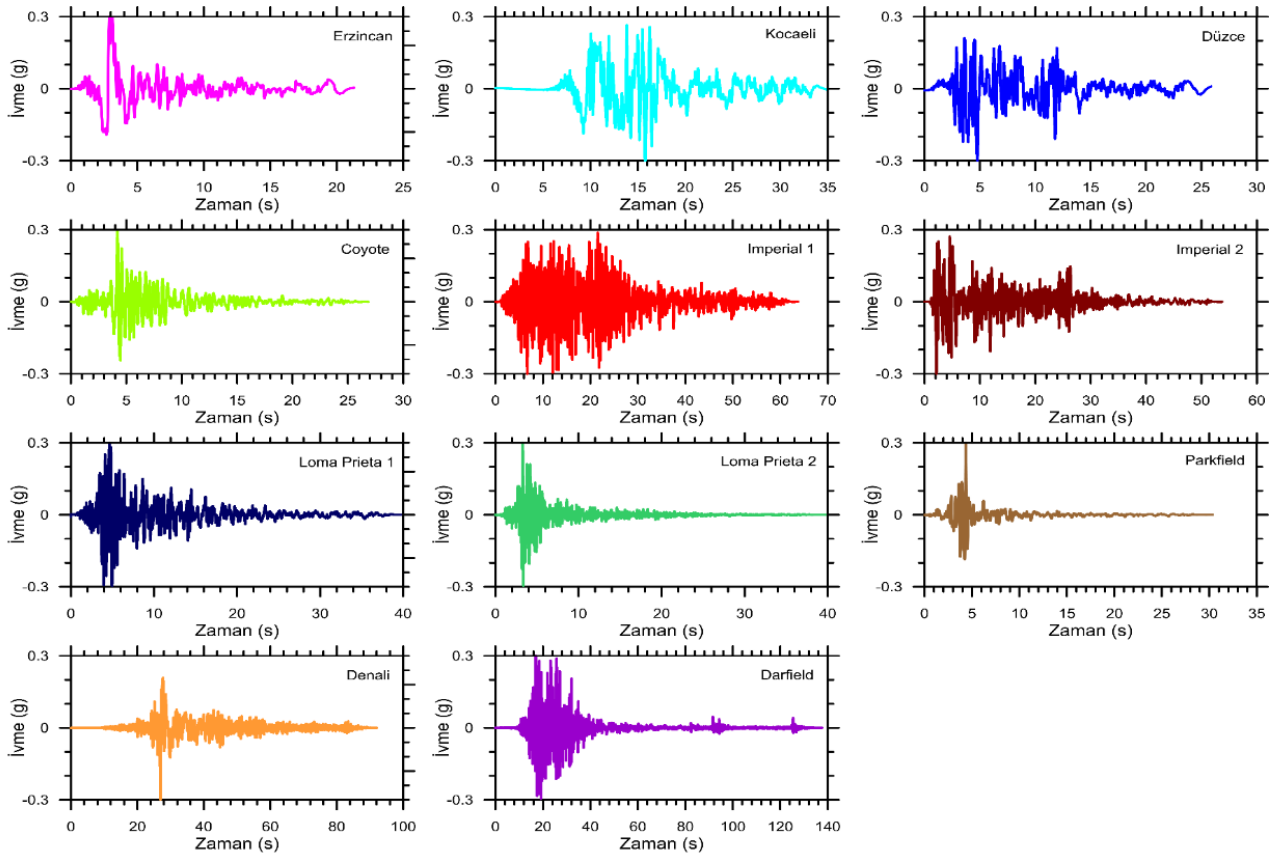 0.3
Erzincan
İvme (g)
0
-0.3
0 5 10 15 20 25
Zaman (s)
0.3
Kocaeli
İvme (g)
0
-0.3
0 5 10 15 20 25 30 35
Zaman (s)
0.3
Düzce
İvme (g)
0
-0.3
0 5 10 15 20 25 30
Zaman (s)
0.3
Coyote
İvme (g)
0
-0.3
0 5 10 15 20 25 30
Zaman (s)
0.3
Imperial 1
İvme (g)
0
-0.3
0 10 20 30 40 50 60 70
Zaman (s)
0.3
Imperial 2
İvme (g)
0
-0.3
0 10 20 30 40 50 60
Zaman (s)
0.3
Loma Prieta 1
İvme (g)
0
-0.3
0 10 20 30 40
Zaman (s)
0.3
Loma Prieta 2
İvme (g)
0
-0.3
0 10 20 30 40
Zaman (s)
0.3
Parkfield
İvme (g)
0
-0.3
0 5 10 15 20 25 30 35
Zaman (s)
0.3
Denali
İvme (g)
0
-0.3
0 20 40 60 80 100
Zaman (s)
0.3
Darfield
İvme (g)
0
-0.3
0 20 40 60 80 100 120 140
Zaman (s)